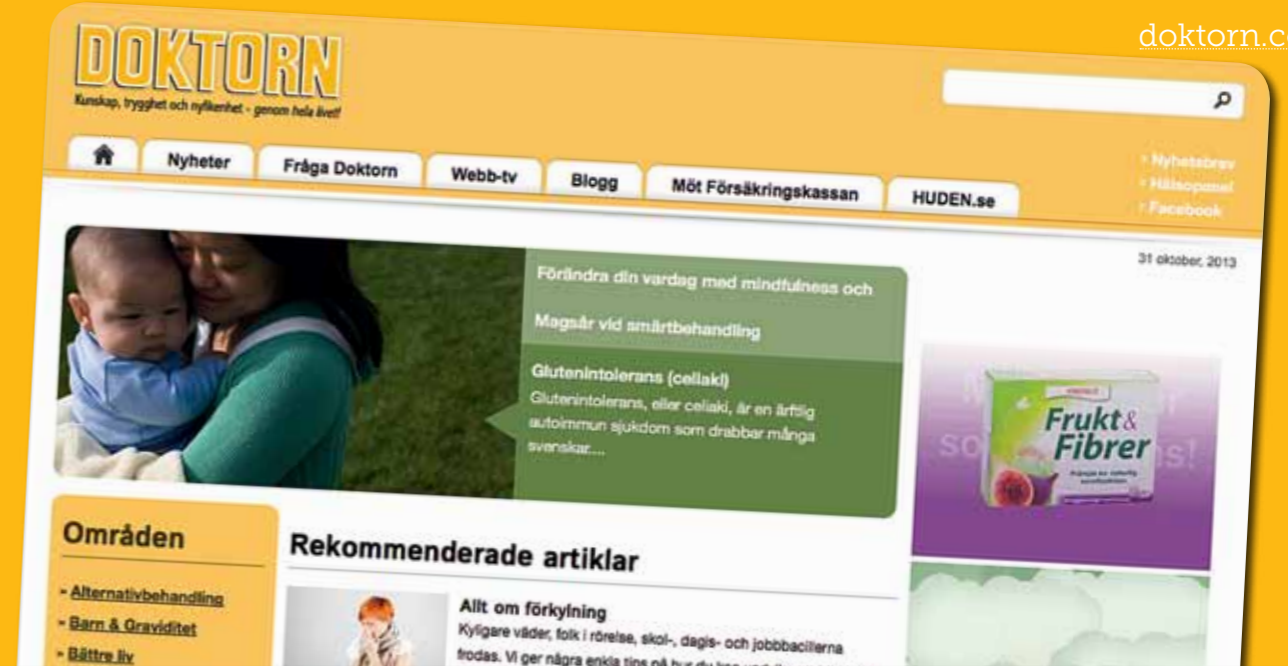 doktorn.c
DOKTORN
Kunskap, trygghet och nyfikenhet - genom hela livet!
Nyheter
Fråga Doktorn
Webb-tv
Blogg
Möt Försäkringskassan
HUDEN.se
» Nyhetsbrev
» Hälsopanel
» Facebook
31 oktober, 2013
Förändra din vardag med mindfulness och
Magsår vid smärtbehandling
Glutenintolerans (celiaki)
Glutenintolerans, eller celiaki, är en ärftlig
autoimmun sjukdom som drabbar många
svenskar....
Frukt &
Fibrer
Områden
» Alternativbehandling
» Barn & Graviditet
» Bättre liv
Rekommenderade artiklar
Allt om förkylning
Kyligare väder, folk i rörelse, skol-, dagis- och jobbbacillerna
frodas. Vi ger några enkla tips på hur du kan